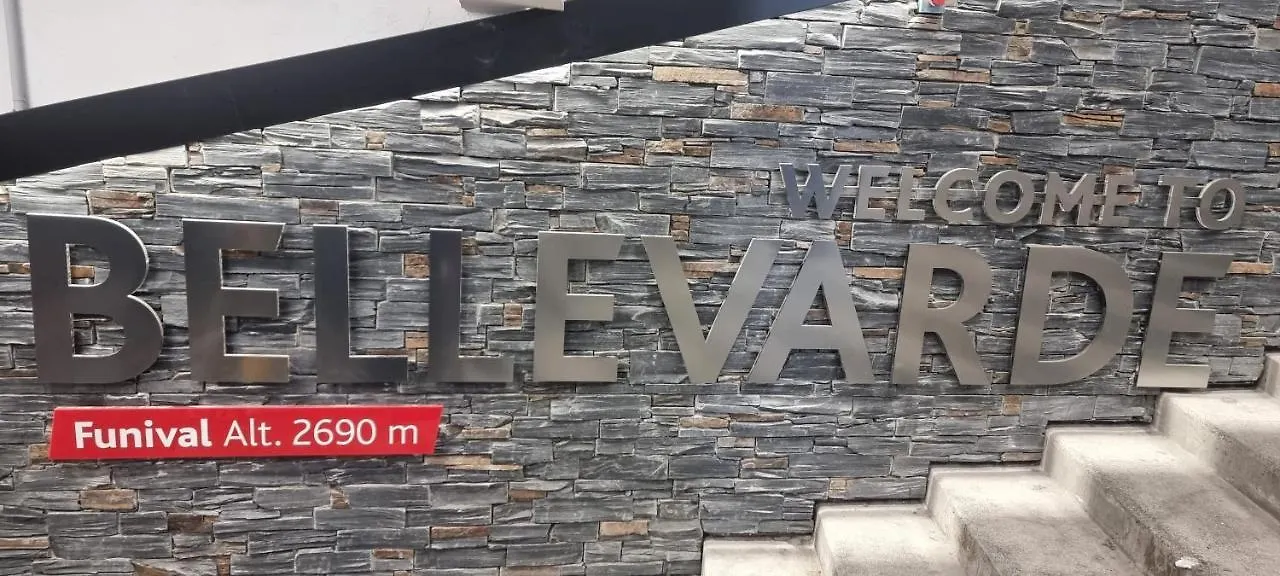 WELCOME TO
BELLEVARDE
Funival Alt. 2690 m